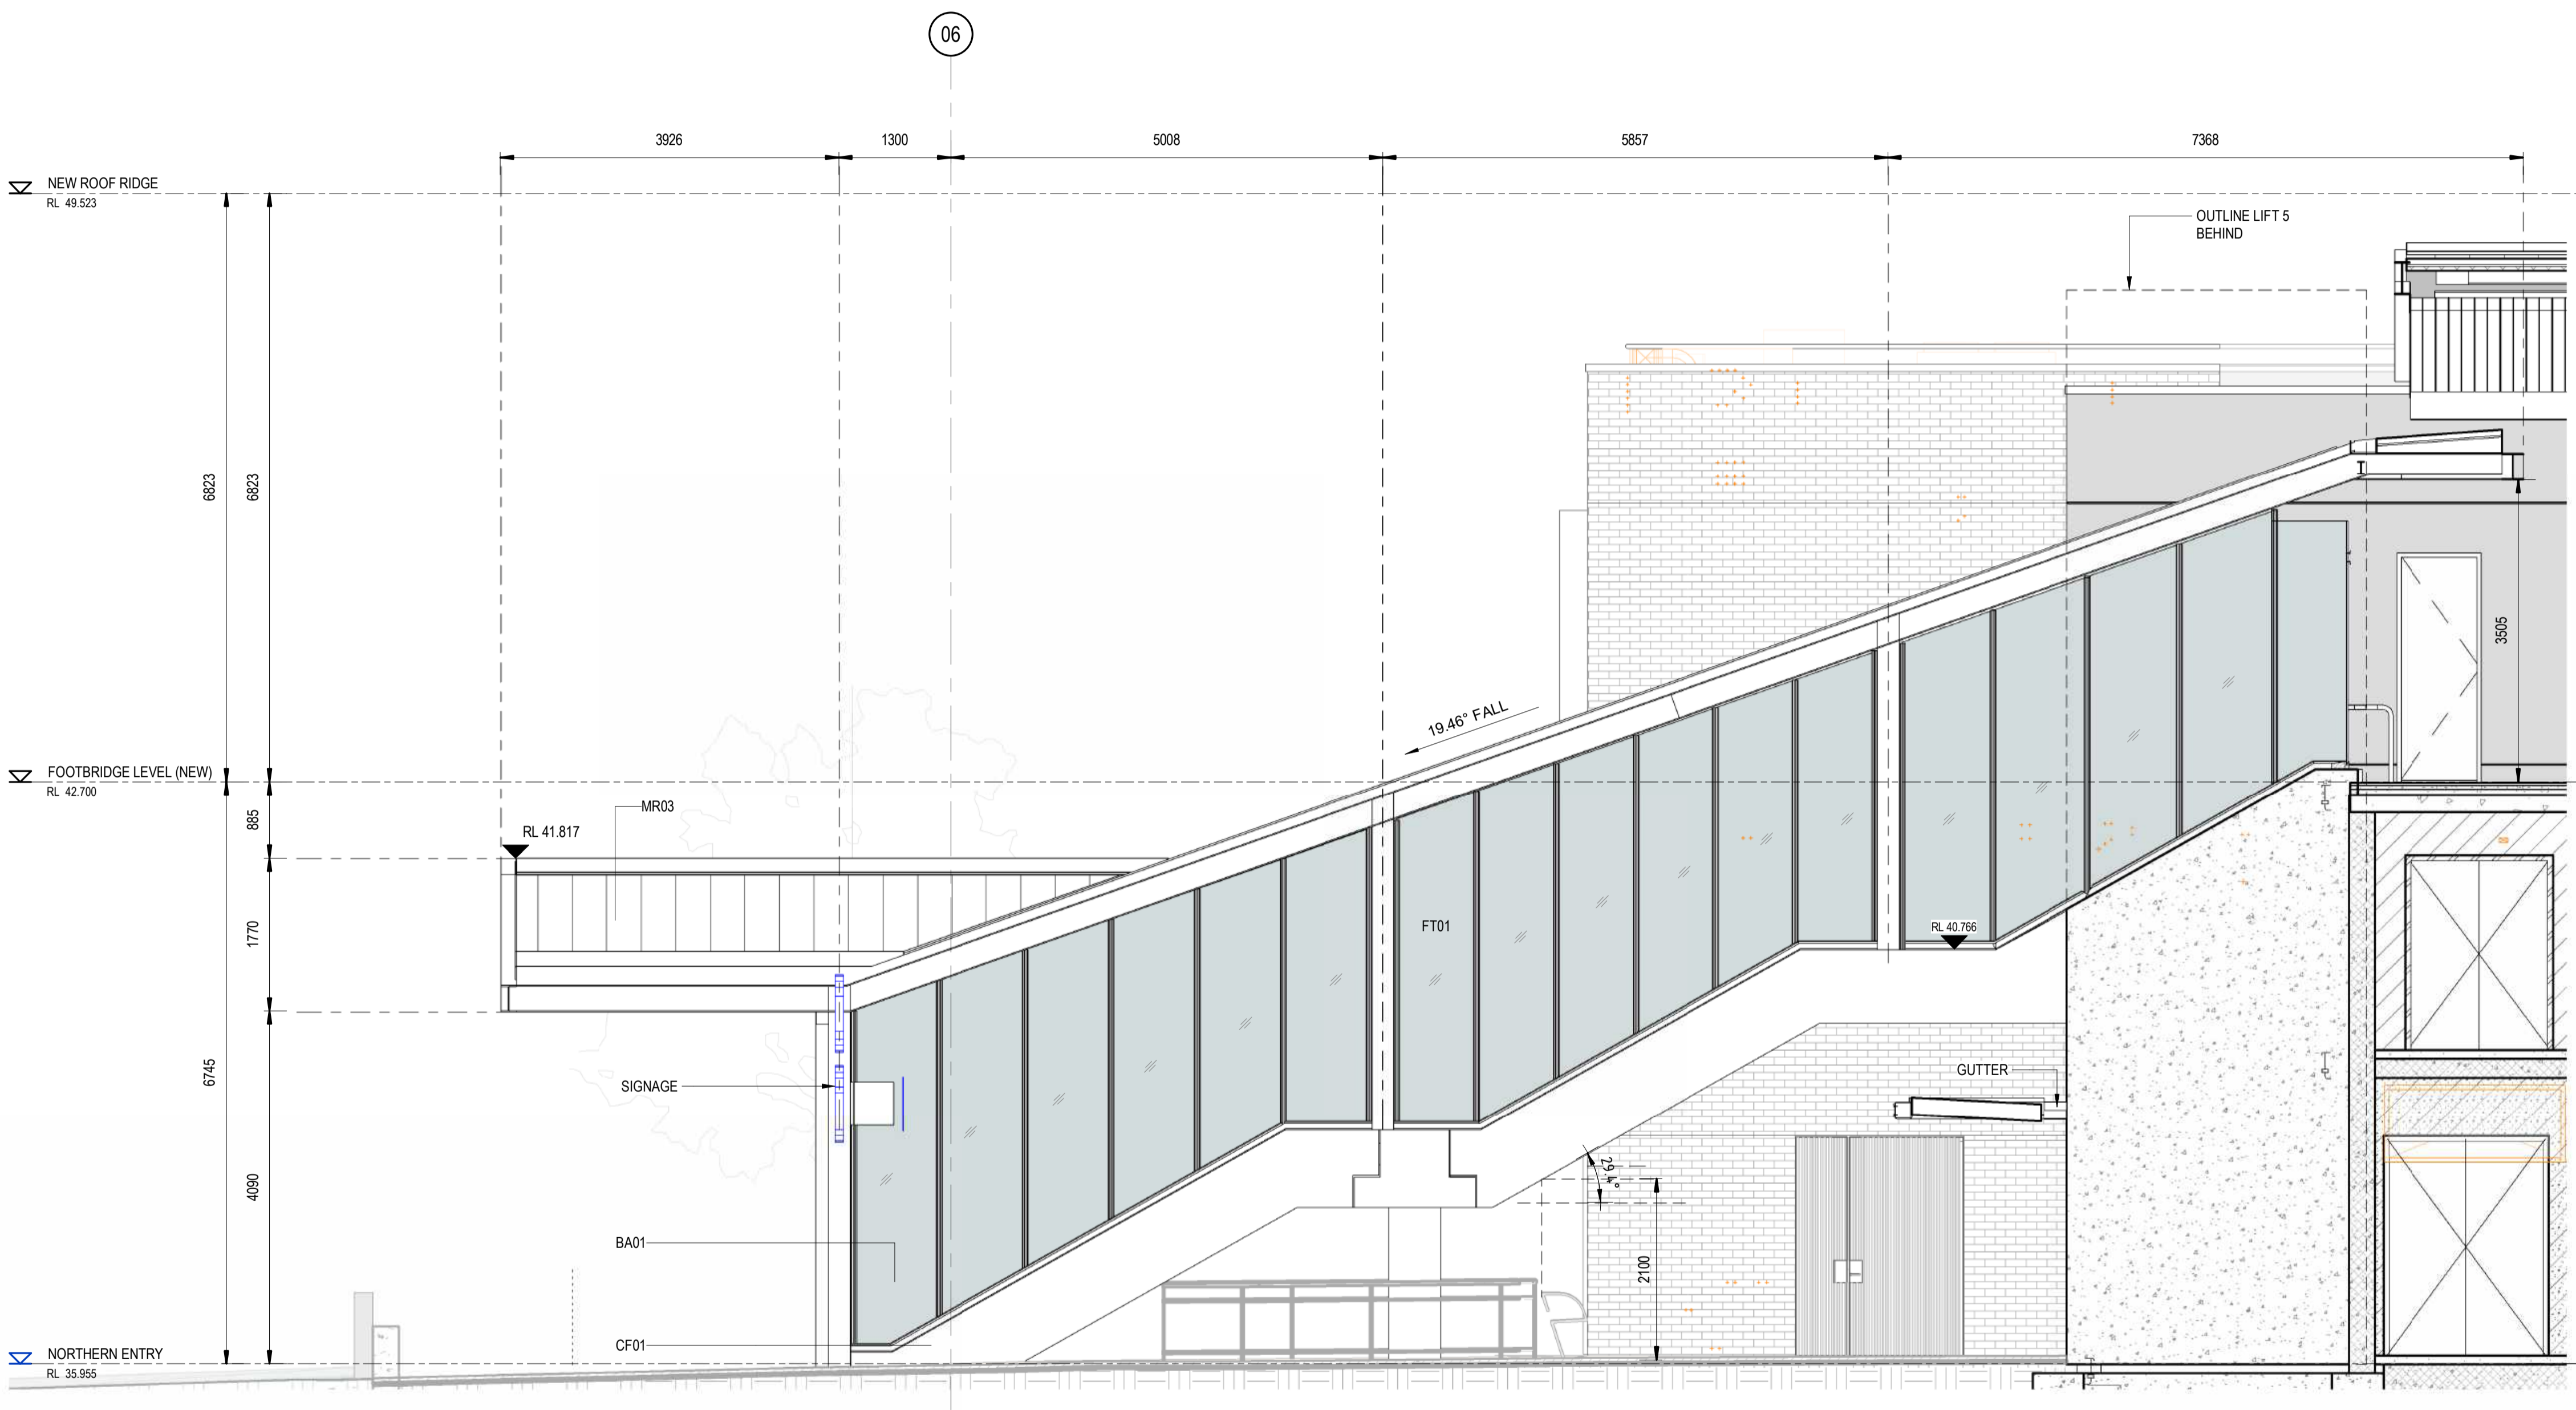 06
3926
1300
5008
5857
7368
NEW ROOF RIDGE
RL 49.523
OUTLINE LIFT 5
BEHIND
6823
6823
3505
19.46° FALL
FOOTBRIDGE LEVEL (NEW)
RL 42.700
885
MR03
RL 41.817
1770
FT01
RL 40.766
6745
SIGNAGE
GUTTER
4090
29.4°
BA01
2100
CF01
NORTHERN ENTRY
RL 35.955